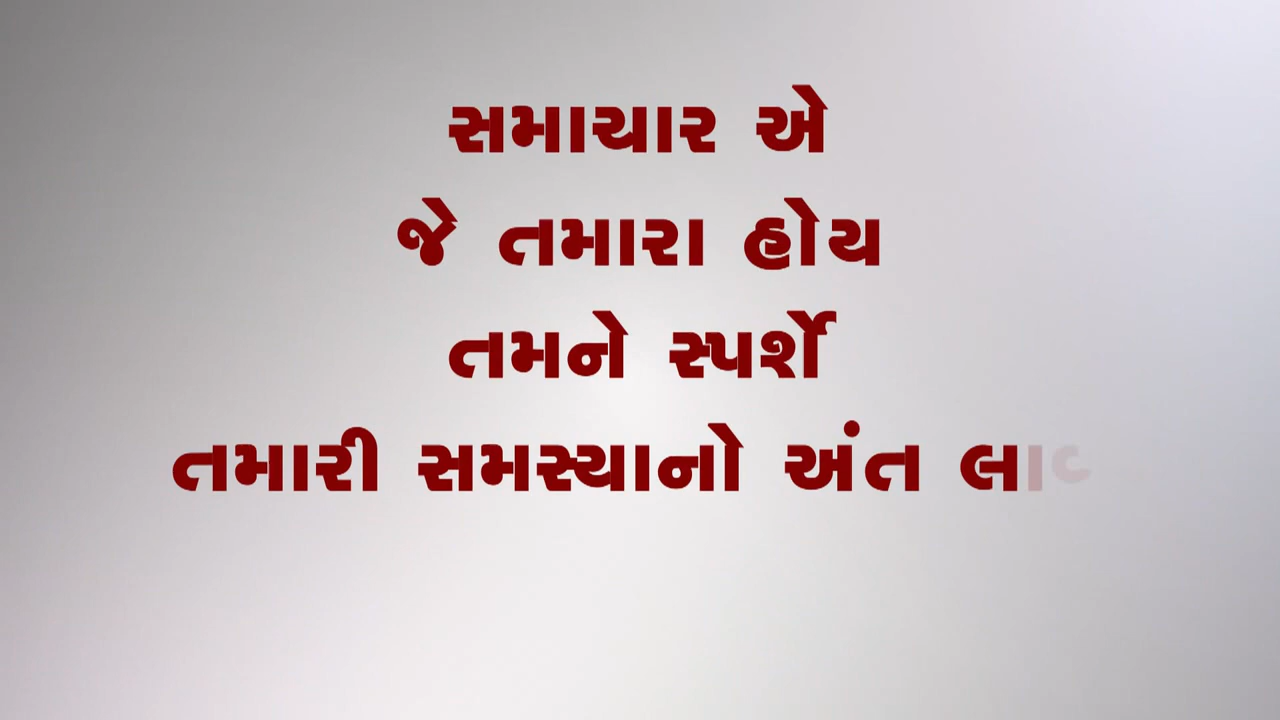 સમાચાર એ
જે તમારા હોય
તમને સ્પર્શે
તમારી સમસ્યાનો અંત